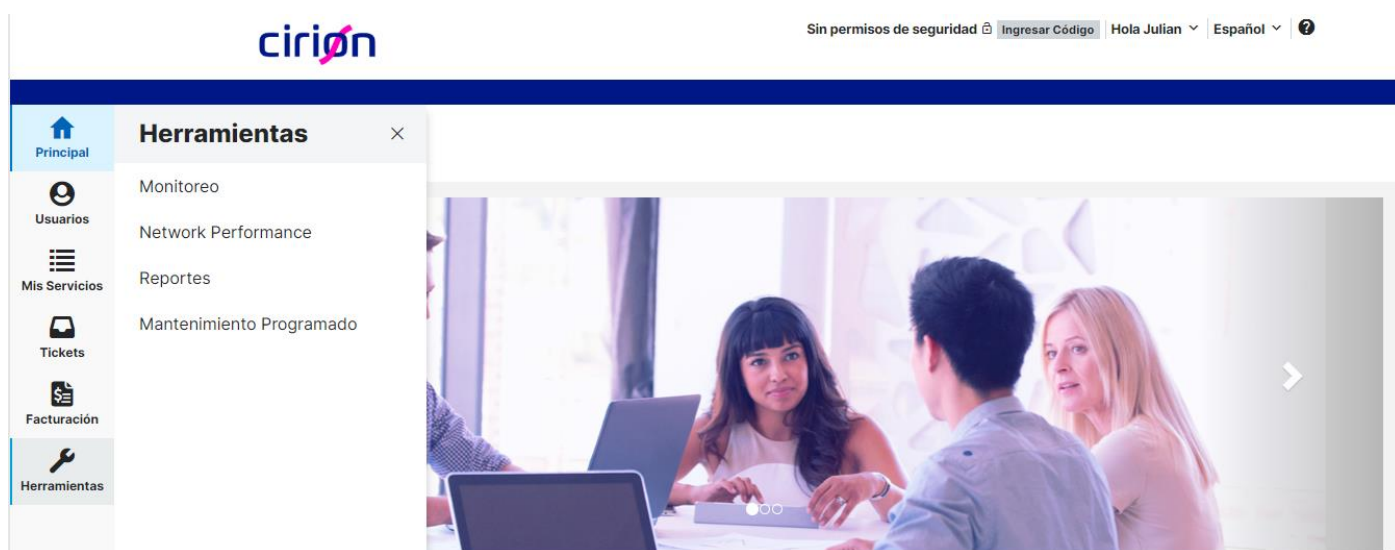 cirion
Sin permisos de seguridad Ingresar Código Hola Julian Español ?
Principal
Usuarios
Mis Servicios
Tickets
Facturación
Herramientas
Herramientas ×
Monitoreo
Network Performance
Reportes
Mantenimiento Programado